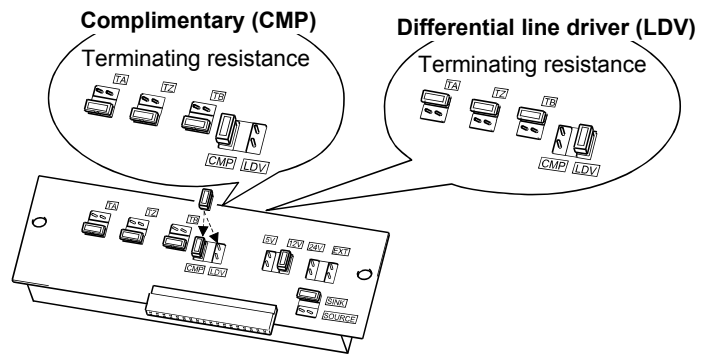 Complimentary (CMP)
Terminating resistance
TA
TZ
TB
CMP LDV
Differential line driver (LDV)
Terminating resistance
TA
TZ
TB
CMP LDV
TA
TZ
TB
CMP LDV
5V 12V 24V EXT
SINK
SOURCE